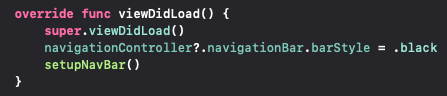 override func viewDidLoad() {
    super.viewDidLoad()
    navigationController?.navigationBar.barStyle = .black
    setupNavBar()
}